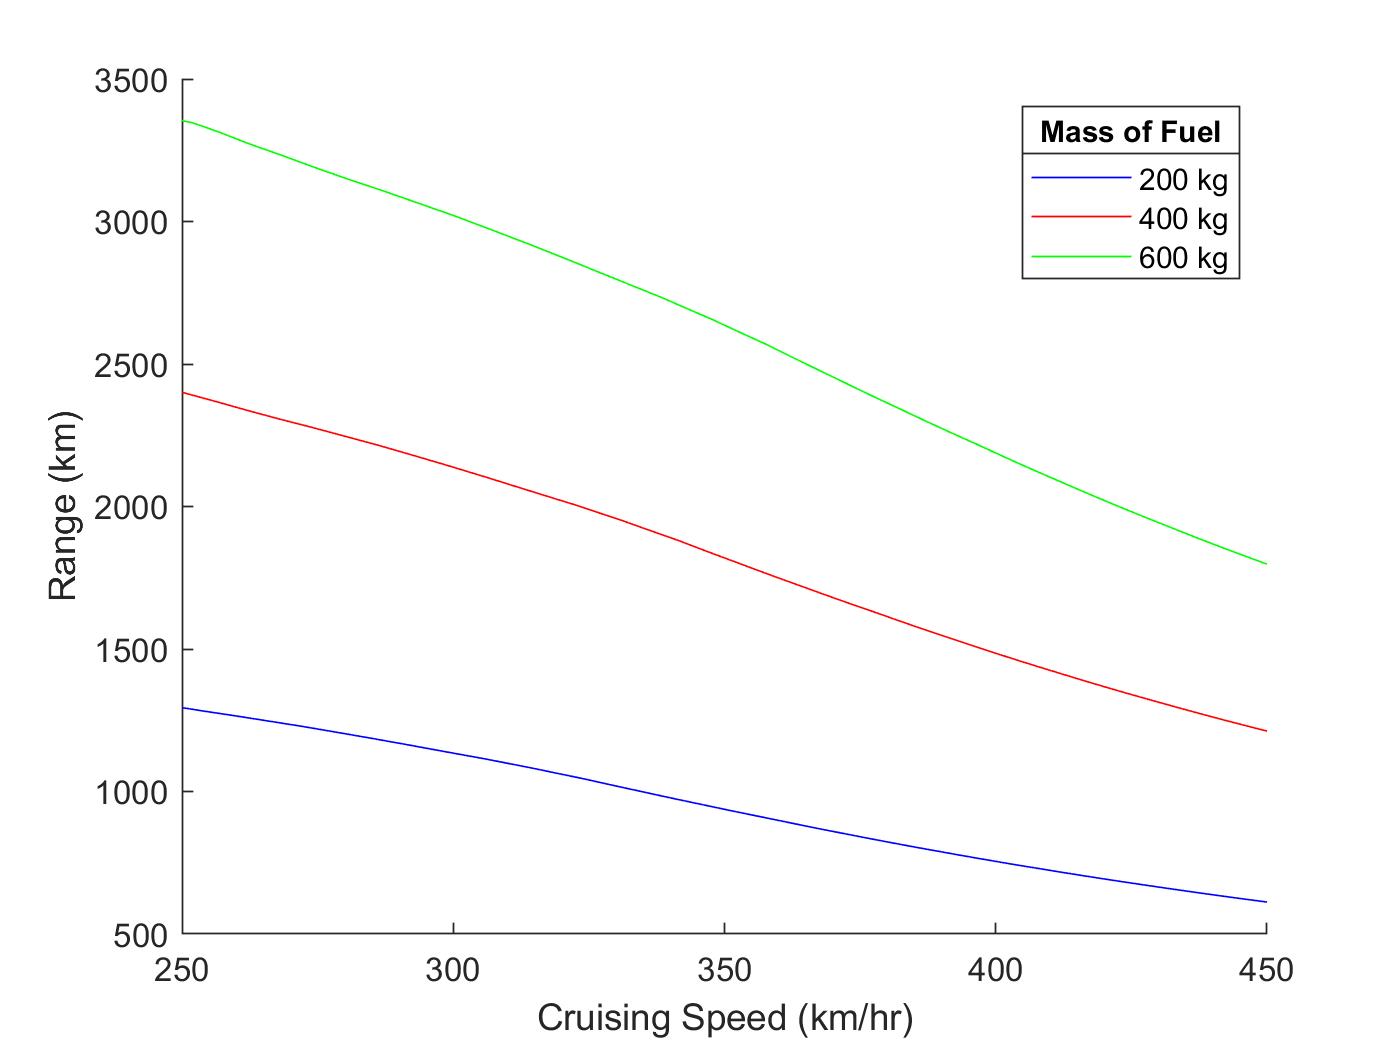 3500
3000
2500
2000
1500
1000
500
Range (km)
250 300 350 400 450
Cruising Speed (km/hr)
Mass of Fuel
200 kg
400 kg
600 kg